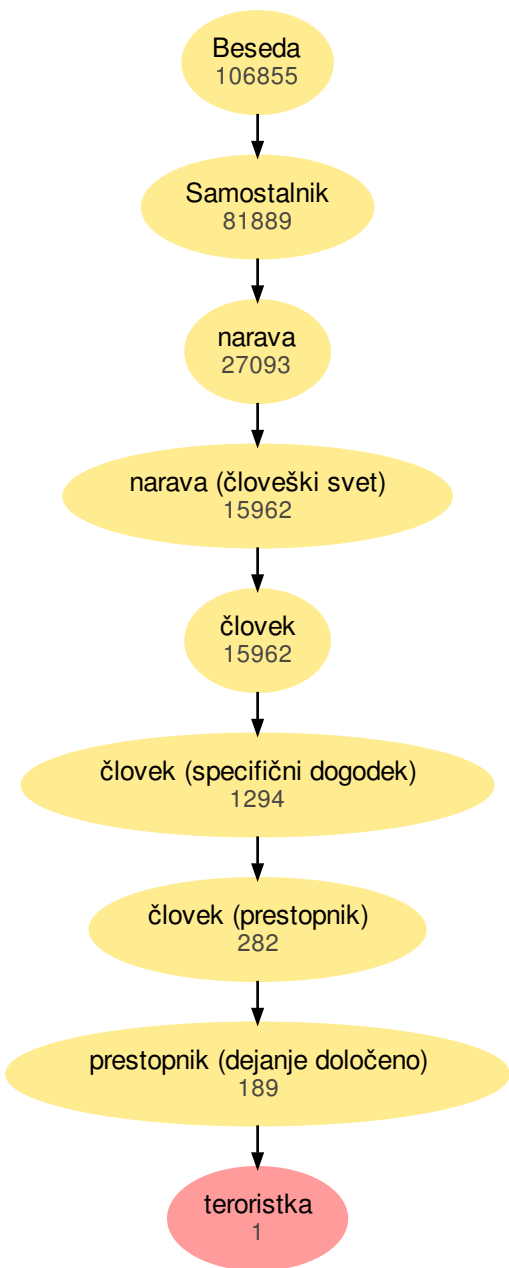 Beseda
106855
Samostalnik
81889
narava
27093
narava (človeški svet)
15962
človek
15962
človek (specifični dogodek)
1294
človek (prestopnik)
282
prestopnik (dejanje določeno)
189
teroristka
1